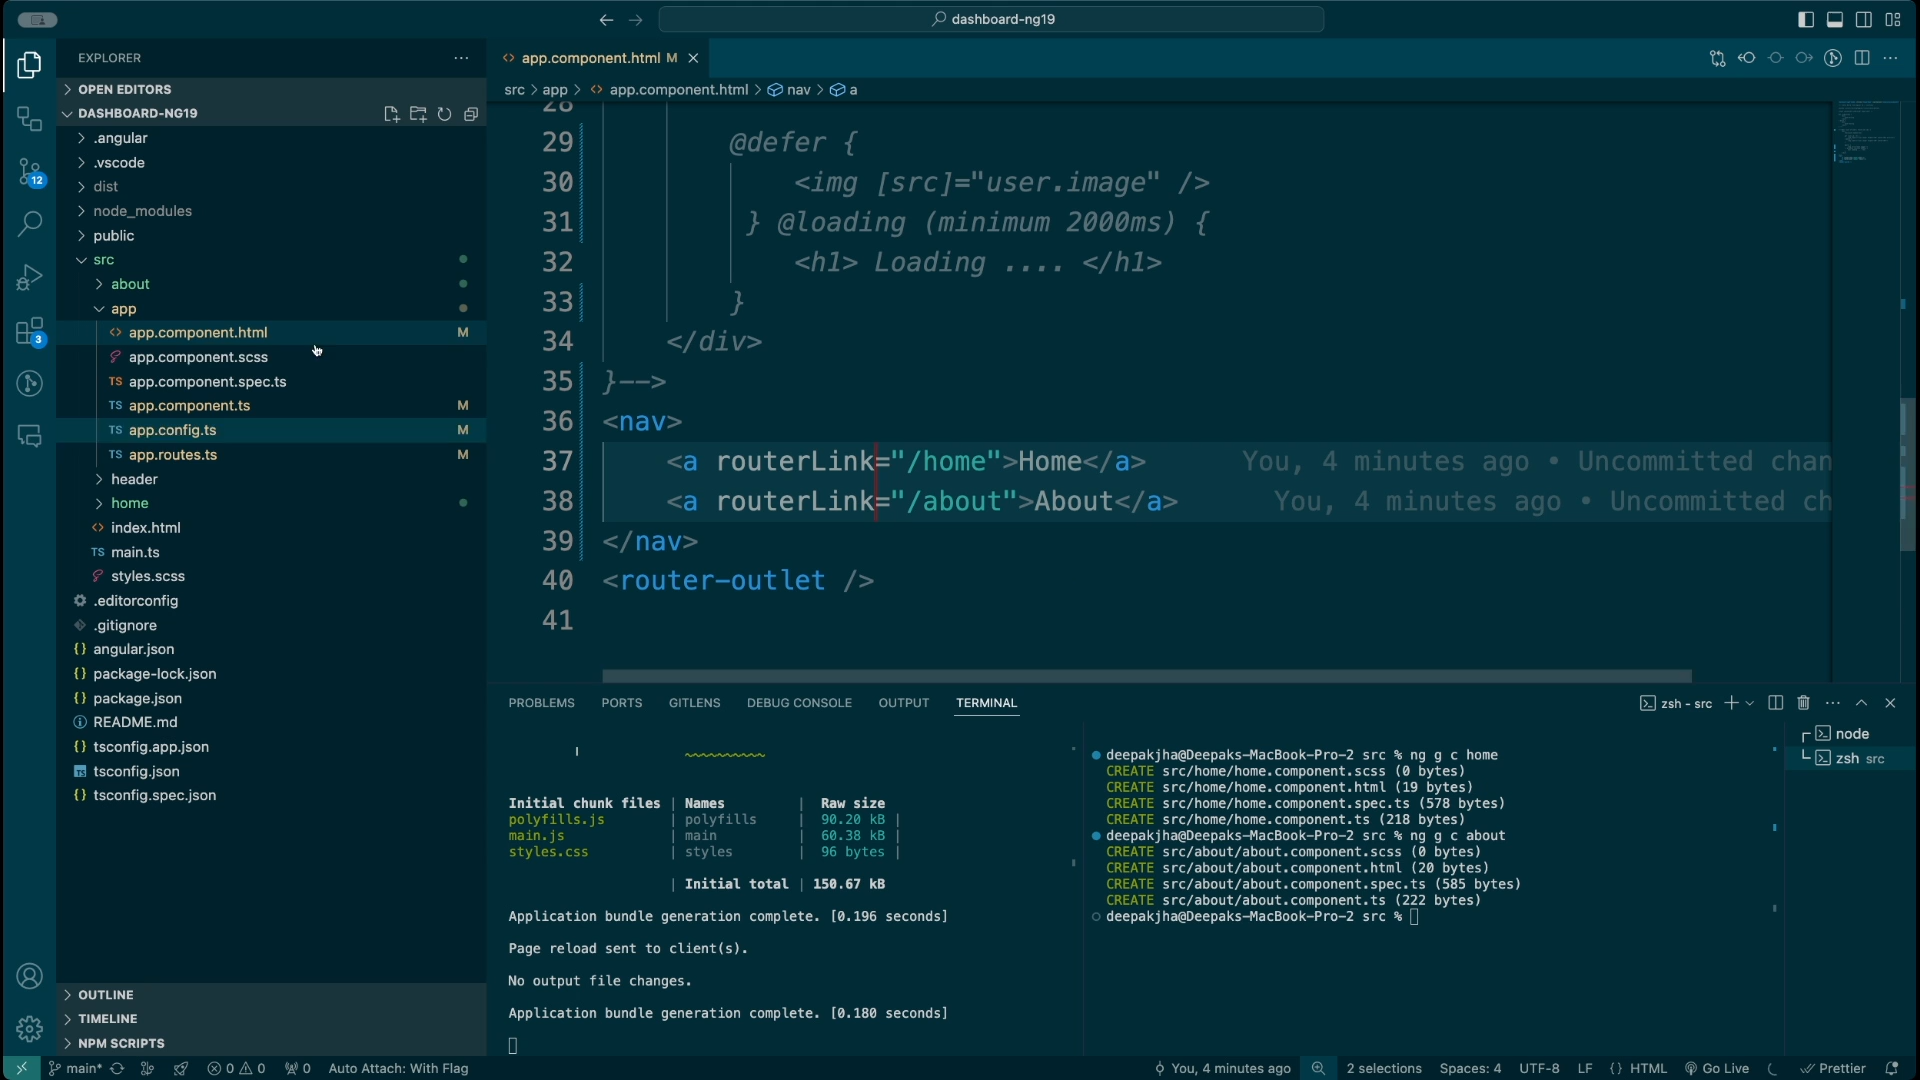 dashboard-ng19
EXPLORER
OPEN EDITORS
DASHBOARD-NG19
.angular
.vscode
dist
node_modules
public
src
about
app
app.component.html M
app.component.scss
app.component.spec.ts
app.component.ts M
app.config.ts M
app.routes.ts M
header
home
index.html
main.ts
styles.scss
.editorconfig
.gitignore
angular.json
package-lock.json
package.json
README.md
tsconfig.app.json
tsconfig.json
tsconfig.spec.json
OUTLINE
TIMELINE
NPM SCRIPTS
12
3
app.component.html M
src > app > app.component.html > nav > a
28
29 @defer {
30 <img [src]="user.image" />
31 } @loading (minimum 2000ms) {
32 <h1> Loading .... </h1>
33 }
34 </div>
35 }-->
36 <nav>
37 <a routerLink="/home">Home</a> You, 4 minutes ago • Uncommitted chan
38 <a routerLink="/about">About</a> You, 4 minutes ago • Uncommitted ch
39 </nav>
40 <router-outlet />
41
PROBLEMS PORTS GITLENS DEBUG CONSOLE OUTPUT TERMINAL
zsh - src
Initial chunk files | Names | Raw size
polyfills.js | polyfills | 90.20 kB |
main.js | main | 60.38 kB |
styles.css | styles | 96 bytes |
| Initial total | 150.67 kB
Application bundle generation complete. [0.196 seconds]
Page reload sent to client(s).
No output file changes.
Application bundle generation complete. [0.180 seconds]
deepakjha@Deepaks-MacBook-Pro-2 src % ng g c home
CREATE src/home/home.component.scss (0 bytes)
CREATE src/home/home.component.html (19 bytes)
CREATE src/home/home.component.spec.ts (578 bytes)
CREATE src/home/home.component.ts (218 bytes)
deepakjha@Deepaks-MacBook-Pro-2 src % ng g c about
CREATE src/about/about.component.scss (0 bytes)
CREATE src/about/about.component.html (20 bytes)
CREATE src/about/about.component.spec.ts (585 bytes)
CREATE src/about/about.component.ts (222 bytes)
deepakjha@Deepaks-MacBook-Pro-2 src %
node
zsh src
main* 0 0 0 Auto Attach: With Flag You, 4 minutes ago 2 selections Spaces: 4 UTF-8 LF {} HTML Go Live Prettier